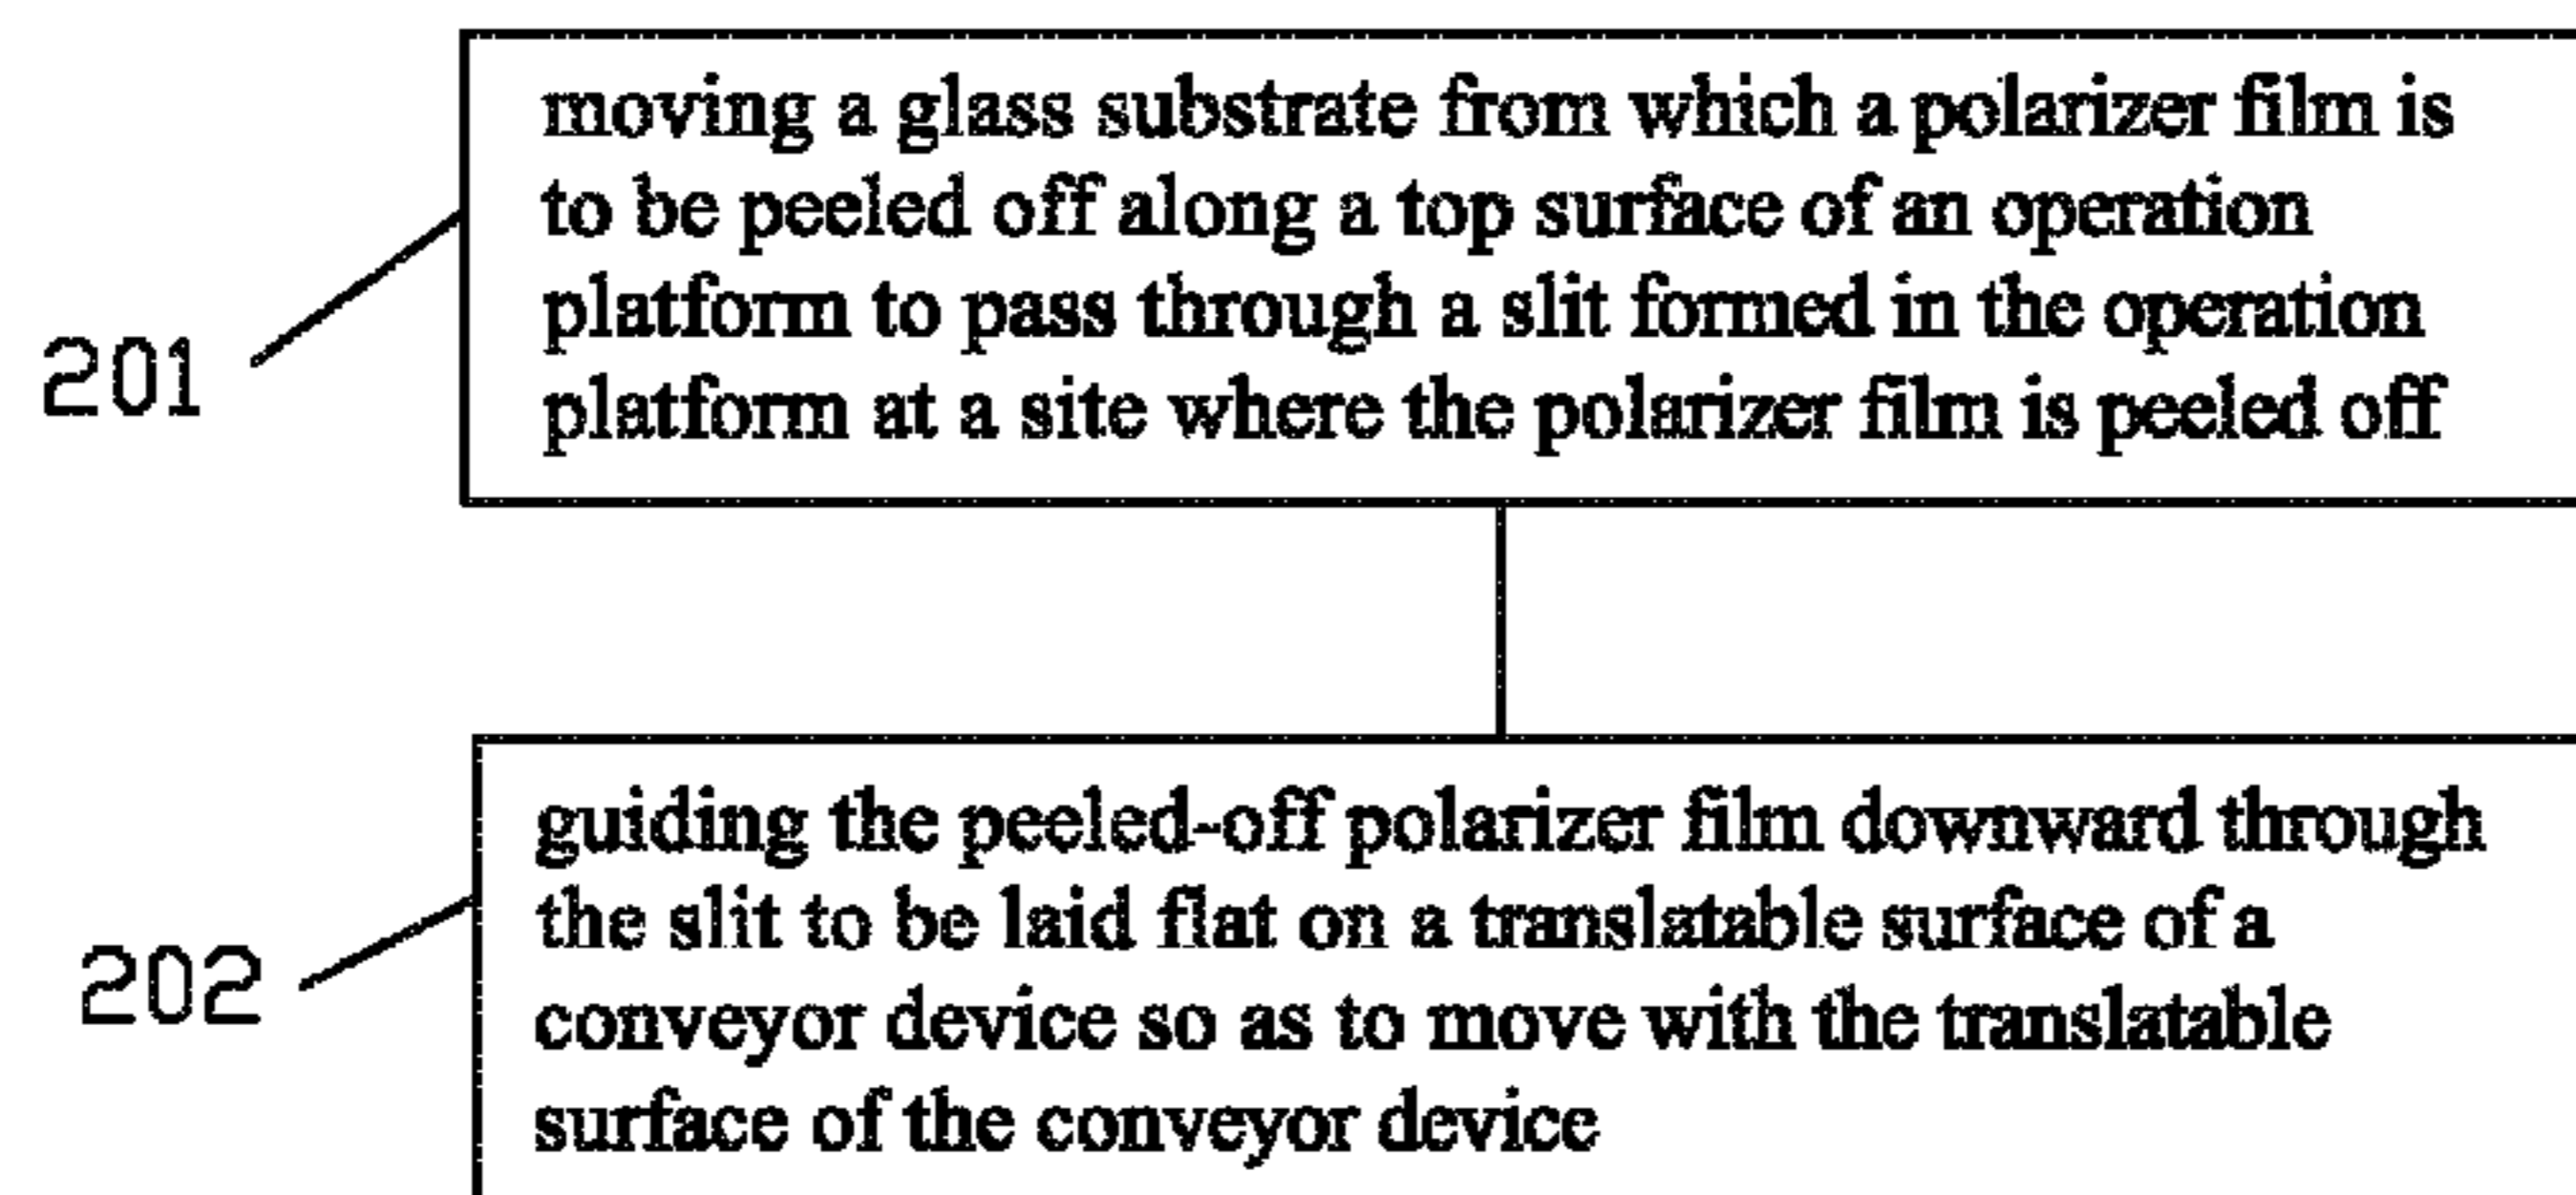 moving a glass substrate from which a polarizer film is
to be peeled off along a top surface of an operation
platform to pass through a slit formed in the operation
platform at a site where the polarizer film is peeled off
201
guiding the peeled-off polarizer film downward through
the slit to be laid flat on a translatable surface of a
conveyor device so as to move with the translatable
surface of the conveyor device
202